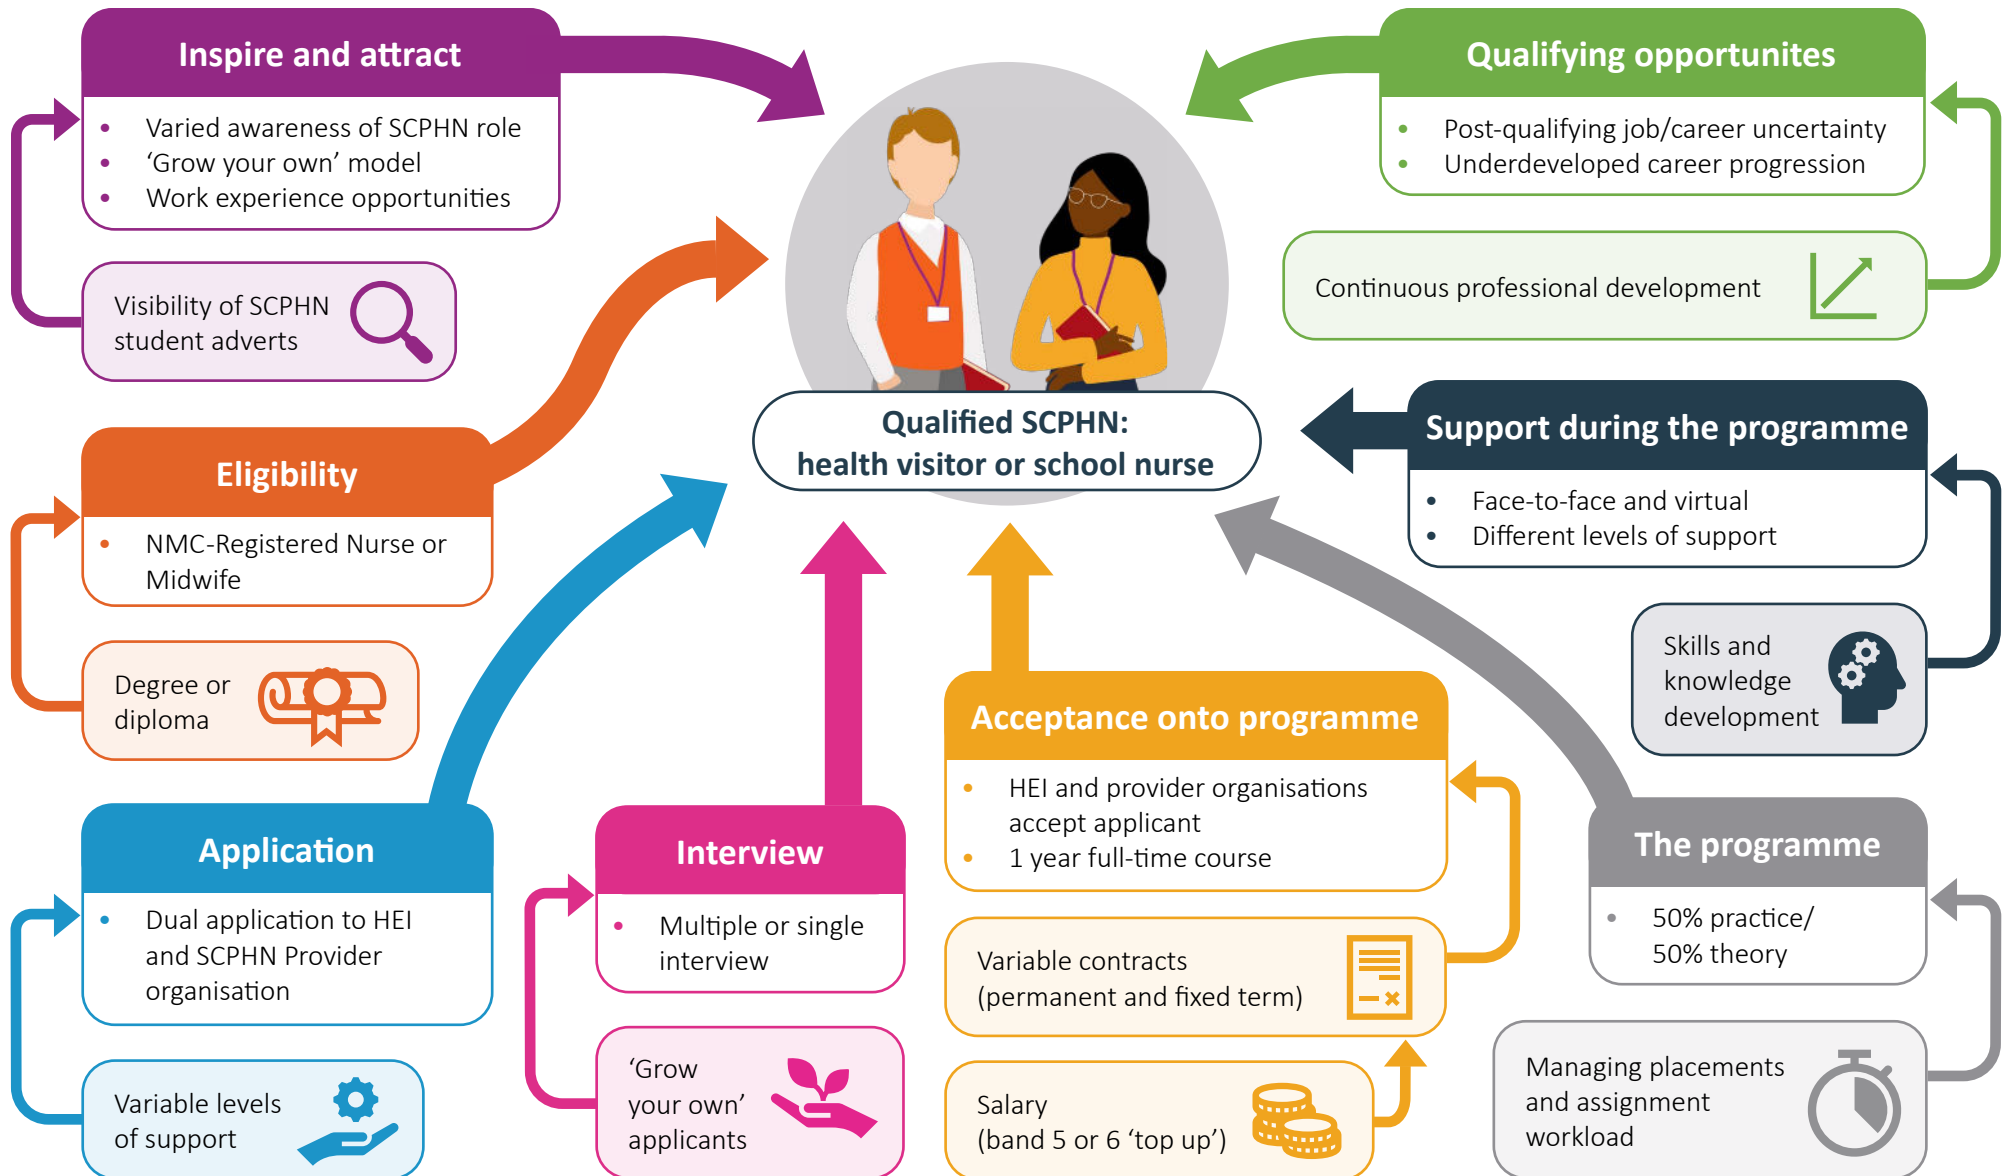 Inspire and attract
• Varied awareness of SCPHN role
• ‘Grow your own’ model
• Work experience opportunities
Visibility of SCPHN
student adverts
Eligibility
• NMC-Registered Nurse or
Midwife
Degree or
diploma
Application
• Dual application to HEI
and SCPHN Provider
organisation
Variable levels
of support
Interview
• Multiple or single
interview
‘Grow
your own’
applicants
Acceptance onto programme
• HEI and provider organisations
accept applicant
• 1 year full-time course
Variable contracts
(permanent and fixed term)
Salary
(band 5 or 6 ‘top up’)
The programme
• 50% practice/
50% theory
Managing placements
and assignment
workload
Support during the programme
• Face-to-face and virtual
• Different levels of support
Skills and
knowledge
development
Qualifying opportunites
• Post-qualifying job/career uncertainty
• Underdeveloped career progression
Continuous professional development
Qualified SCPHN:
health visitor or school nurse